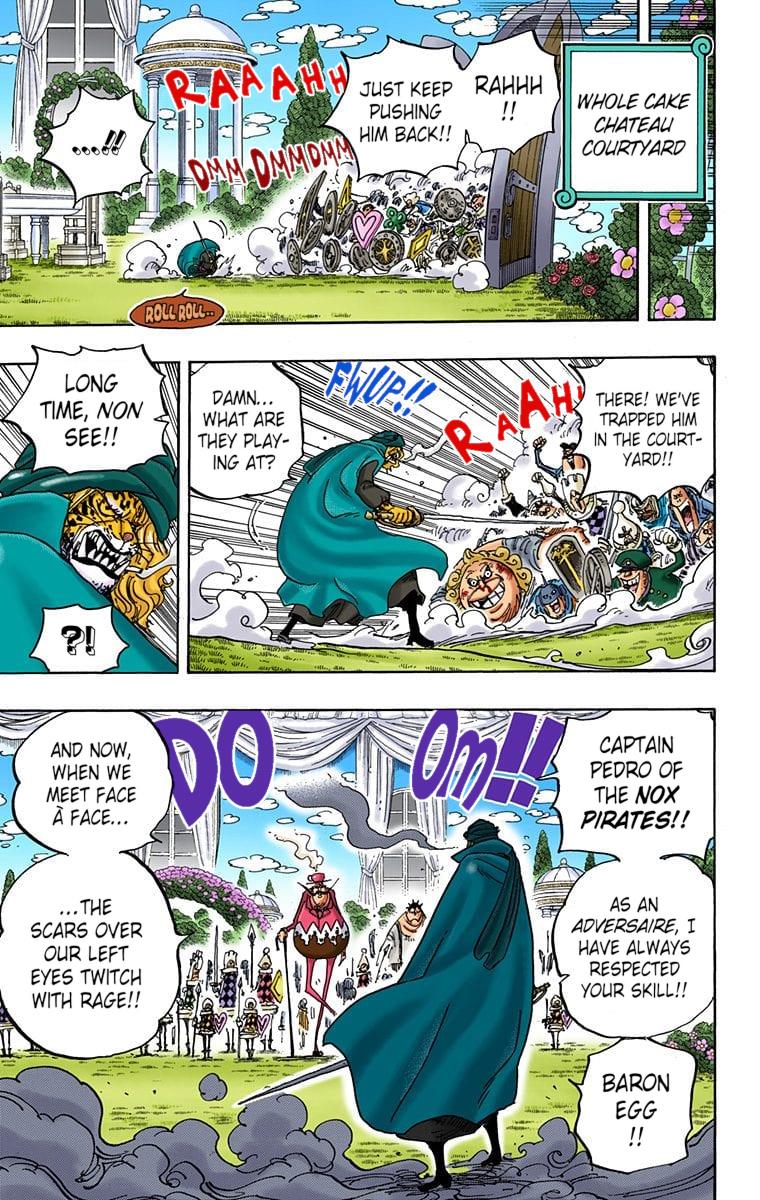 WHOLE CAKE
CHATEAU
COURTYARD
RAHHH
!!
JUST KEEP
PUSHING
HIM BACK!!
RAAAHH
DMM DMMDMM
....!!
ROLL ROLL..
THERE! WE'VE
TRAPPED HIM
IN THE COURT-
YARD!!
RAAH!
FWUP!!
DAMN...
WHAT ARE
THEY PLAY-
ING AT?
LONG
TIME, NON
SEE!!
?!
CAPTAIN
PEDRO OF
THE NOX
PIRATES!!
AS AN
ADVERSAIRE, I
HAVE ALWAYS
RESPECTED
YOUR SKILL!!
BARON
EGG
!!
DOOM!!
AND NOW,
WHEN WE
MEET FACE
À FACE...
...THE
SCARS OVER
OUR LEFT
EYES TWITCH
WITH RAGE!!